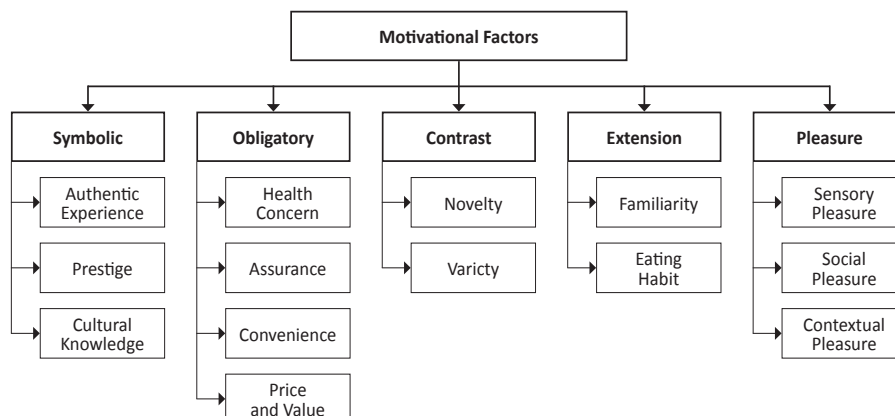 Motivational Factors
Symbolic
Obligatory
Contrast
Extension
Pleasure
Authentic
Experience
Prestige
Cultural
Knowledge
Health
Concern
Assurance
Convenience
Price
and Value
Novelty
Varicty
Familiarity
Eating
Habit
Sensory
Pleasure
Social
Pleasure
Contextual
Pleasure